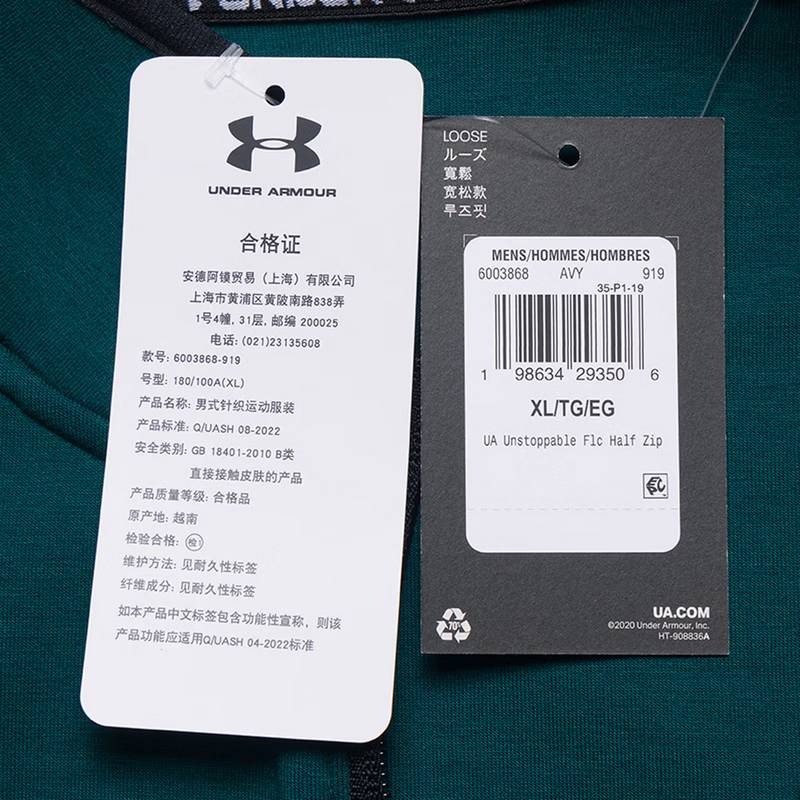 UNDER ARMOUR
合格证
安德阿镆贸易（上海）有限公司
上海市黄浦区黄陂南路838弄
1号4幢, 31层, 邮编 200025
电话: (021)23135608
款号: 6003868-919
号型: 180/100A(XL)
产品名称: 男式针织运动服装
产品标准: Q/UASH 08-2022
安全类别: GB 18401-2010 B类
直接接触皮肤的产品
产品质量等级: 合格品
原产地: 越南
检验合格: 检1
维护方法: 见耐久性标签
纤维成分: 见耐久性标签
如本产品中文标签包含功能性宣称，则该
产品功能应适用Q/UASH 04-2022标准
LOOSE
ルーズ
寬鬆
宽松款
루즈핏
MENS/HOMMES/HOMBRES
6003868 AVY 919
35-P1-19
1 98634 29350 6
XL/TG/EG
UA Unstoppable Flc Half Zip
70%
UA.COM
©2020 Under Armour, Inc.
HT-908836A